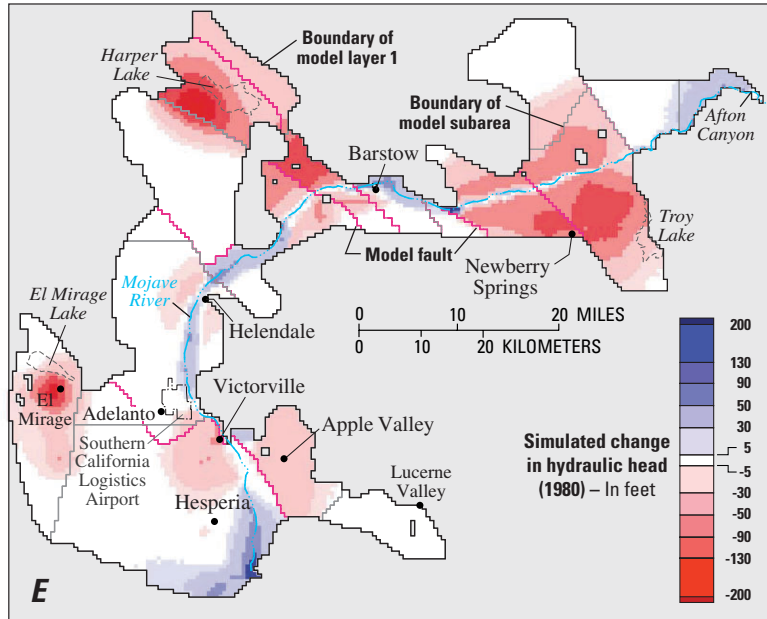 Harper
Lake
Boundary of
model layer 1
Boundary of
model subarea
Afton
Canyon
Barstow
Troy
Lake
Model fault
Newberry
Springs
Mojave
River
El Mirage
Lake
Helendale
0 10 20 MILES
0 10 20 KILOMETERS
El
Mirage
Adelanto
Victorville
Southern
California
Logistics
Airport
Apple Valley
Hesperia
Lucerne
Valley
Simulated change
in hydraulic head
(1980) – In feet
200
130
90
50
30
5
-5
-30
-50
-90
-130
-200
E